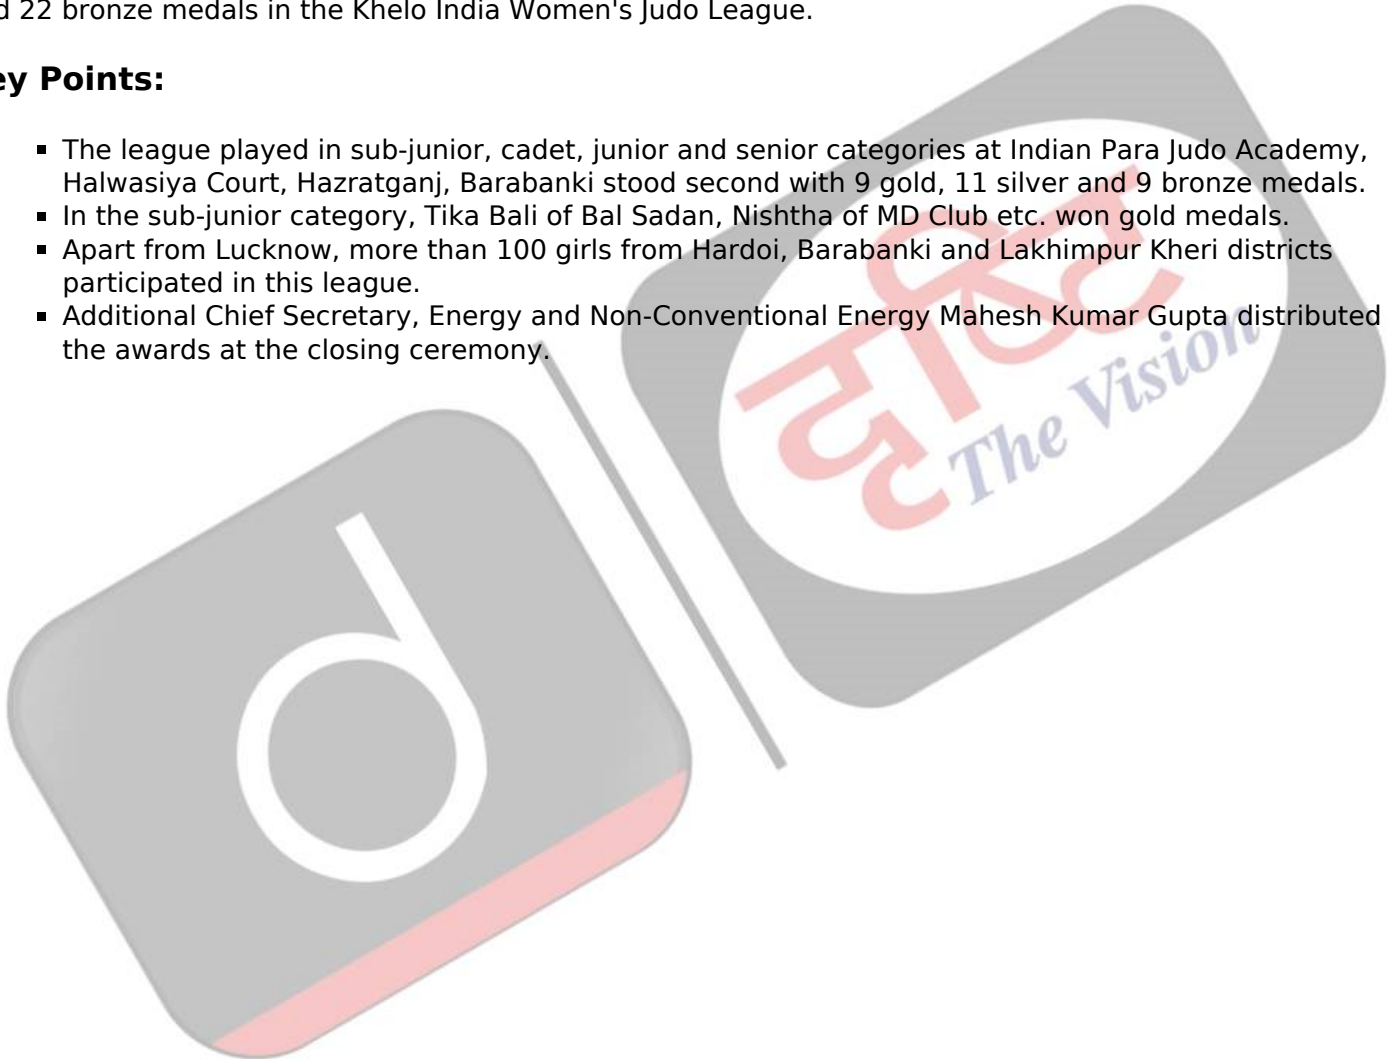 d 22 bronze medals in the Khelo India Women's Judo League.
ey Points:
▪ The league played in sub-junior, cadet, junior and senior categories at Indian Para Judo Academy,
Halwasiya Court, Hazratganj, Barabanki stood second with 9 gold, 11 silver and 9 bronze medals.
▪ In the sub-junior category, Tika Bali of Bal Sadan, Nishtha of MD Club etc. won gold medals.
▪ Apart from Lucknow, more than 100 girls from Hardoi, Barabanki and Lakhimpur Kheri districts
participated in this league.
▪ Additional Chief Secretary, Energy and Non-Conventional Energy Mahesh Kumar Gupta distributed
the awards at the closing ceremony.
दृष्टि
The Vision
d